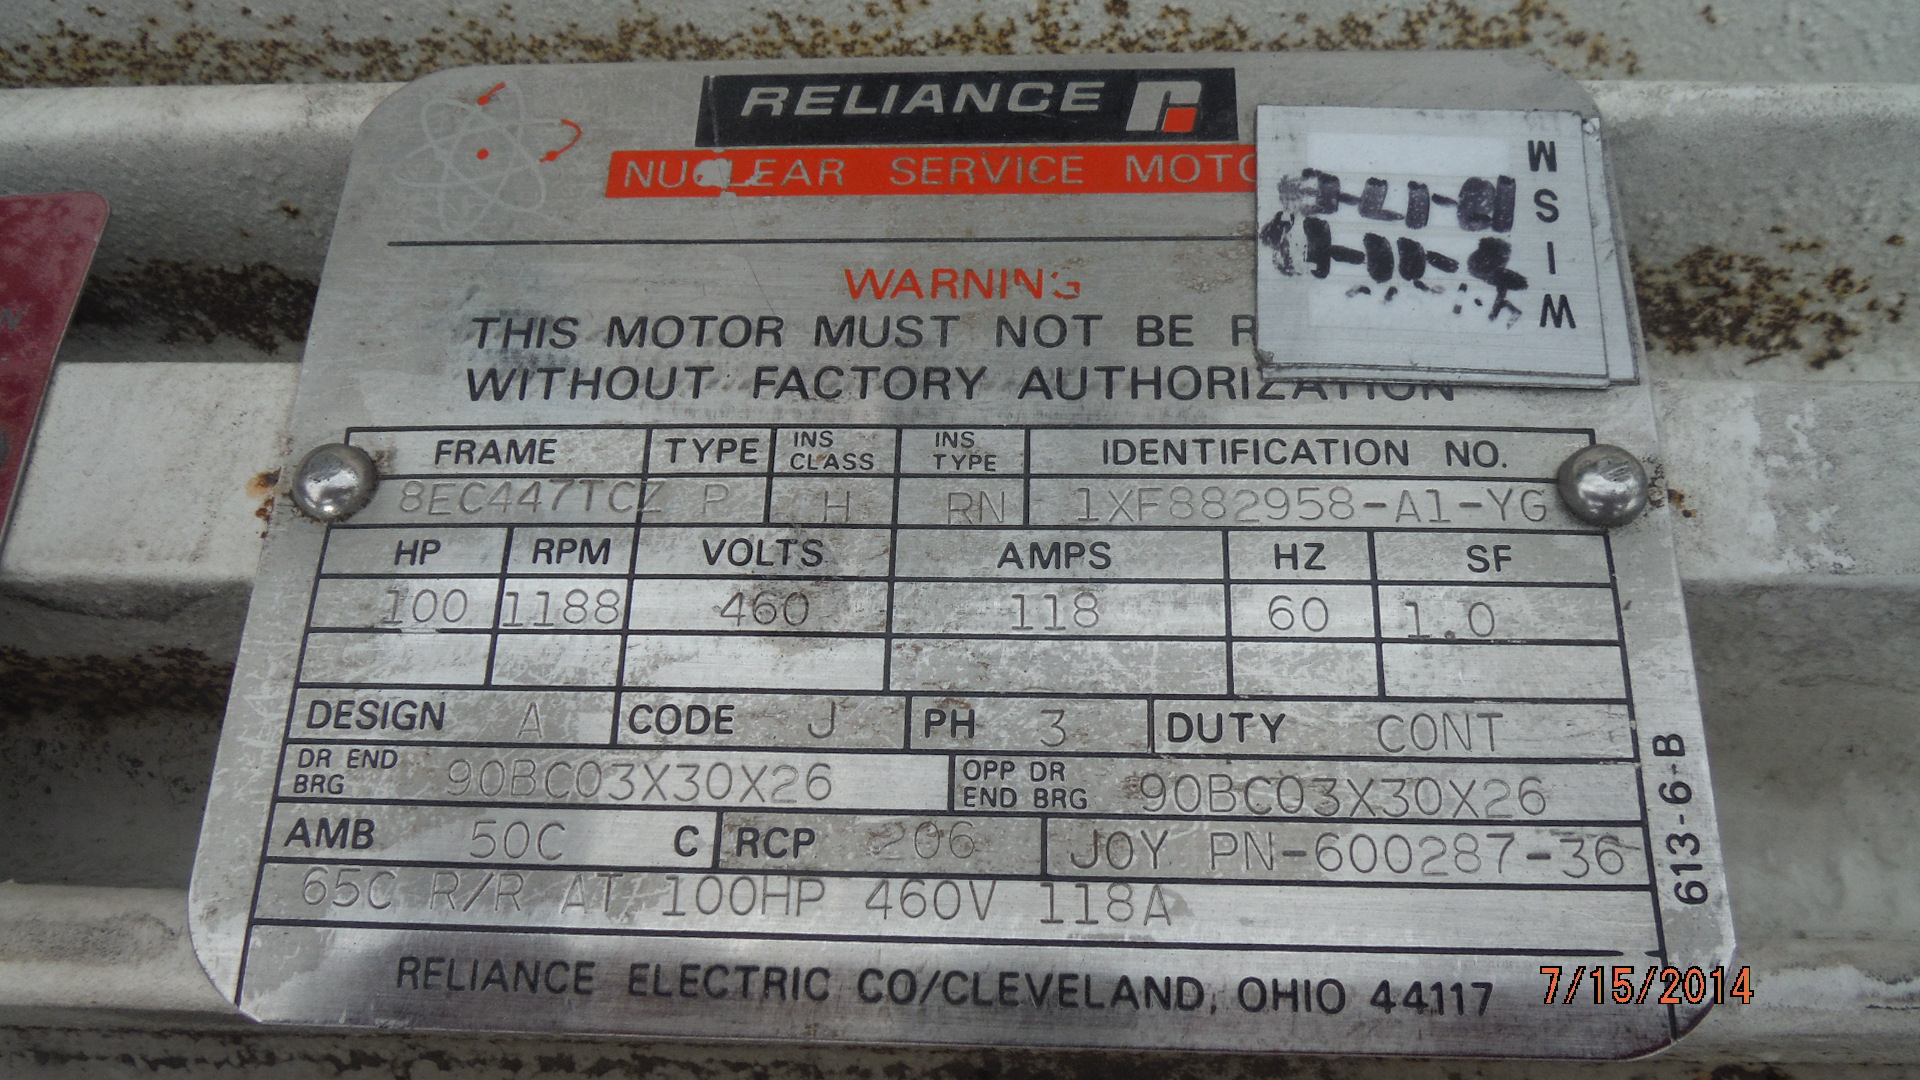 RELIANCE
NUCLEAR SERVICE MOTO
WISM
WARNING
THIS MOTOR MUST NOT BE R
WITHOUT FACTORY AUTHORIZATION
FRAME TYPE INS CLASS INS TYPE IDENTIFICATION NO.
8EC447TCZ P H RN 1XF882958-A1-YG
HP RPM VOLTS AMPS HZ SF
100 1188 460 118 60 1.0
DESIGN A CODE J PH 3 DUTY CONT
DR END BRG 90BC03X30X26 OPP DR END BRG 90BC03X30X26
AMB 50C C RCP 206 JOY PN-600287-36
65C R/R AT 100HP 460V 118A
RELIANCE ELECTRIC CO/CLEVELAND, OHIO 44117
613-6-B
7/15/2014